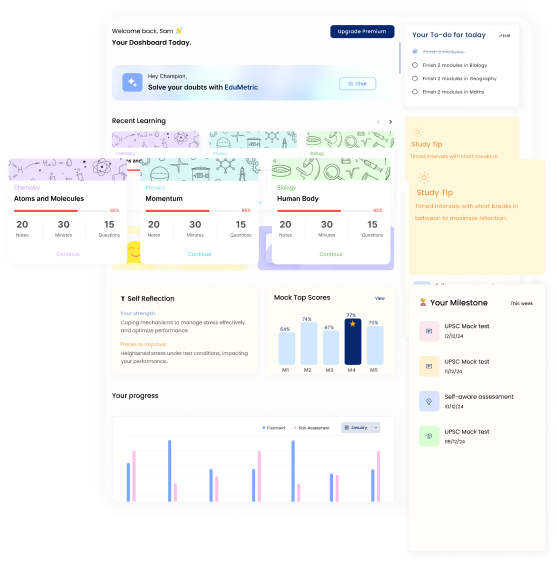 Welcome back, Sam
Your Dashboard Today.
Upgrade Premium
Hey Champion,
Solve your doubts with EduMetric
Chat
Recent Learning
Chemistry
Physics
Biology
Chemistry
Atoms and Molecules
65%
20
30
15
Notes
Minutes
Questions
Continue
Physics
Momentum
65%
20
30
15
Notes
Minutes
Questions
Continue
Biology
Human Body
65%
20
30
15
Notes
Minutes
Questions
Continue
Self Reflection
Your strength:
Coping mechanisms to manage stress effectively
and optimize performance.
Places to improve:
Heightened stress under test conditions, impacting
your performance.
Mock Top Scores
View
64%
74%
67%
77%
70%
M1
M2
M3
M4
M5
Your progress
Flashcard
Self-Assessment
January
Your To-do for today
Edit
Finish 2 modules
Finish 2 modules in Biology
Finish 2 modules in Geography
Finish 2 modules in Maths
Study Tip
Timed intervals with short breaks in
Study Tip
Timed intervals with short breaks in
between to maximize retention.
Your Milestone
This week
UPSC Mock test
12/12/24
UPSC Mock test
11/12/24
Self-aware assessment
10/12/24
UPSC Mock test
09/12/24